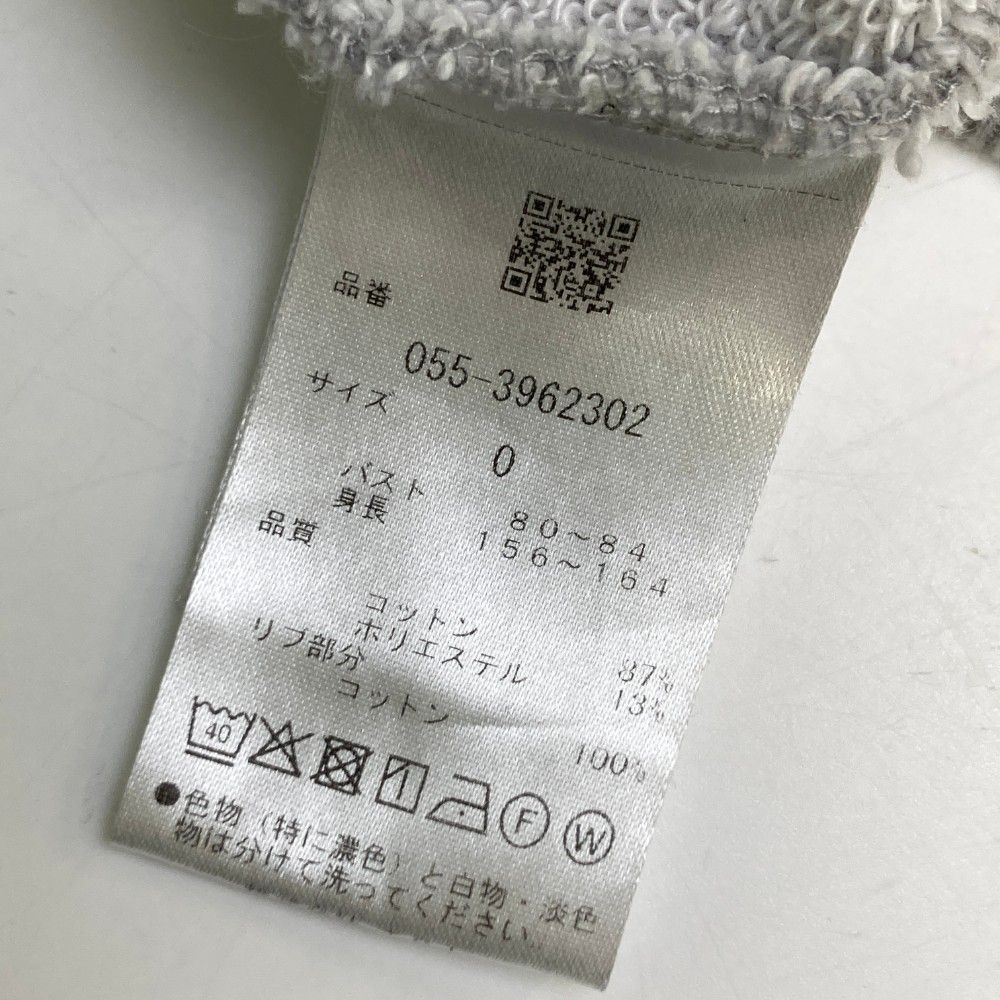 品番
055-3962302
サイズ
0
バスト 80~84
身長 156~164
品質
コットン 87%
ポリエステル 13%
リブ部分
コットン 100%
40 F W
●色物(特に濃色)と白物・淡色
物は分けて洗ってください。